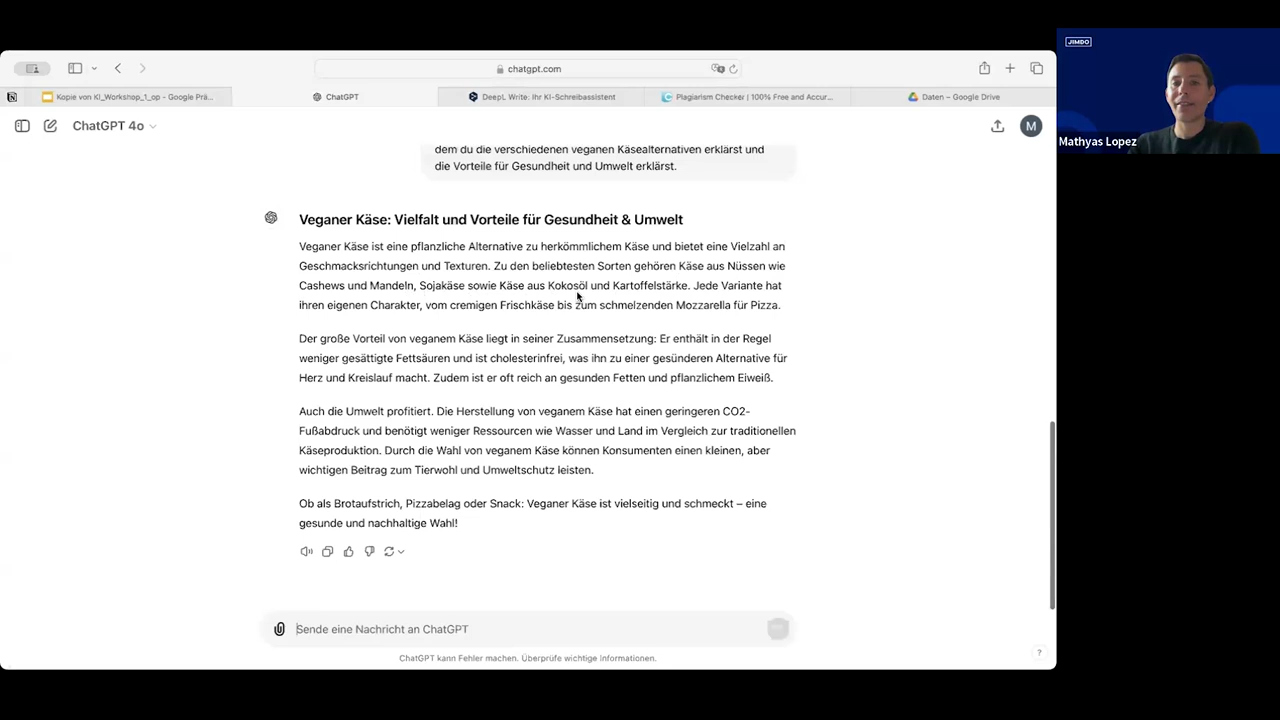 JIMDO
chatgpt.com
Kopie von KI_Workshop_1_op - Google Prä...
ChatGPT
DeepL Write: Ihr KI-Schreibassistent
Plagiarism Checker | 100% Free and Accur...
Daten – Google Drive
ChatGPT 4o
M
Mathyas Lopez
dem du die verschiedenen veganen Käsealternativen erklärst und
die Vorteile für Gesundheit und Umwelt erklärst.
Veganer Käse: Vielfalt und Vorteile für Gesundheit & Umwelt
Veganer Käse ist eine pflanzliche Alternative zu herkömmlichem Käse und bietet eine Vielzahl an
Geschmacksrichtungen und Texturen. Zu den beliebtesten Sorten gehören Käse aus Nüssen wie
Cashews und Mandeln, Sojakäse sowie Käse aus Kokosöl und Kartoffelstärke. Jede Variante hat
ihren eigenen Charakter, vom cremigen Frischkäse bis zum schmelzenden Mozzarella für Pizza.
Der große Vorteil von veganem Käse liegt in seiner Zusammensetzung: Er enthält in der Regel
weniger gesättigte Fettsäuren und ist cholesterinfrei, was ihn zu einer gesünderen Alternative für
Herz und Kreislauf macht. Zudem ist er oft reich an gesunden Fetten und pflanzlichem Eiweiß.
Auch die Umwelt profitiert. Die Herstellung von veganem Käse hat einen geringeren CO2-
Fußabdruck und benötigt weniger Ressourcen wie Wasser und Land im Vergleich zur traditionellen
Käseproduktion. Durch die Wahl von veganem Käse können Konsumenten einen kleinen, aber
wichtigen Beitrag zum Tierwohl und Umweltschutz leisten.
Ob als Brotaufstrich, Pizzabelag oder Snack: Veganer Käse ist vielseitig und schmeckt – eine
gesunde und nachhaltige Wahl!
Sende eine Nachricht an ChatGPT
ChatGPT kann Fehler machen. Überprüfe wichtige Informationen.
?